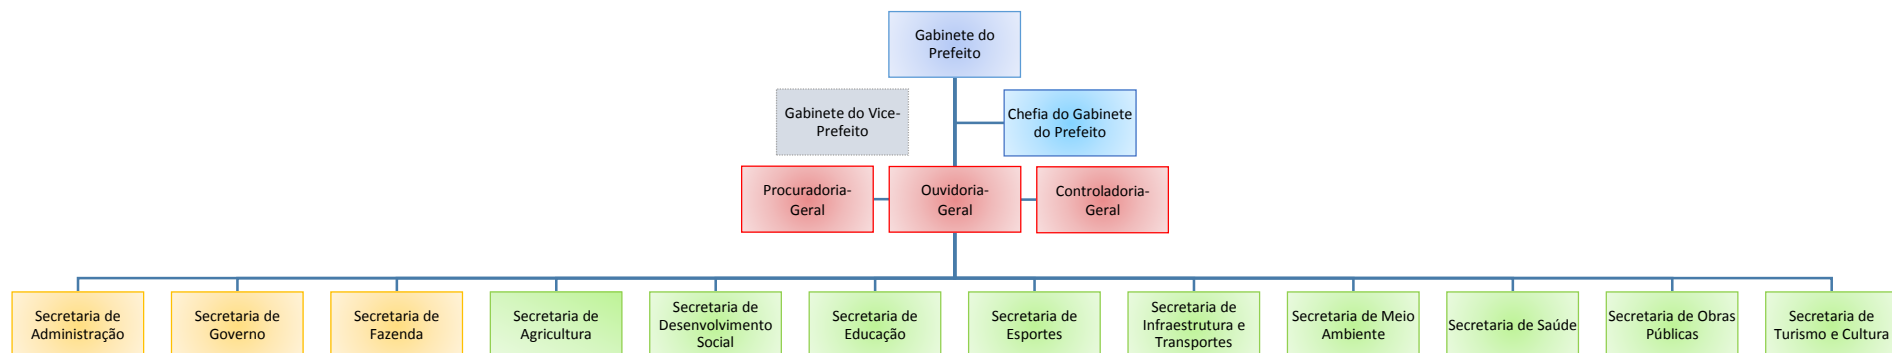 Gabinete do
Prefeito
Gabinete do Vice-
Prefeito
Chefia do Gabinete
do Prefeito
Procuradoria-
Geral
Ouvidoria-
Geral
Controladoria-
Geral
Secretaria de
Administração
Secretaria de
Governo
Secretaria de
Fazenda
Secretaria de
Agricultura
Secretaria de
Desenvolvimento
Social
Secretaria de
Educação
Secretaria de
Esportes
Secretaria de
Infraestrutura e
Transportes
Secretaria de Meio
Ambiente
Secretaria de Saúde
Secretaria de Obras
Públicas
Secretaria de
Turismo e Cultura